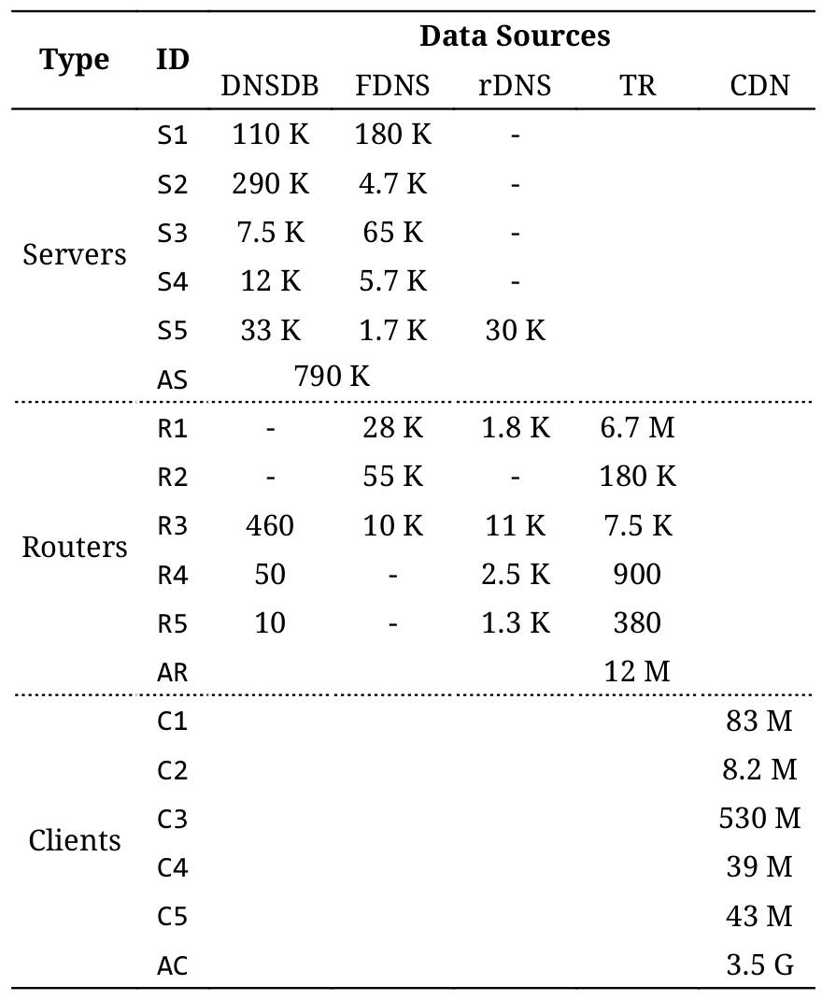 Type ID Data Sources
DNSDB FDNS rDNS TR CDN
S1 110 K 180 K -
S2 290 K 4.7 K -
S3 7.5 K 65 K -
Servers
S4 12 K 5.7 K -
S5 33 K 1.7 K 30 K
AS 790 K
R1 - 28 K 1.8 K 6.7 M
R2 - 55 K - 180 K
R3 460 10 K 11 K 7.5 K
Routers
R4 50 - 2.5 K 900
R5 10 - 1.3 K 380
AR 12 M
C1 83 M
C2 8.2 M
C3 530 M
Clients
C4 39 M
C5 43 M
AC 3.5 G